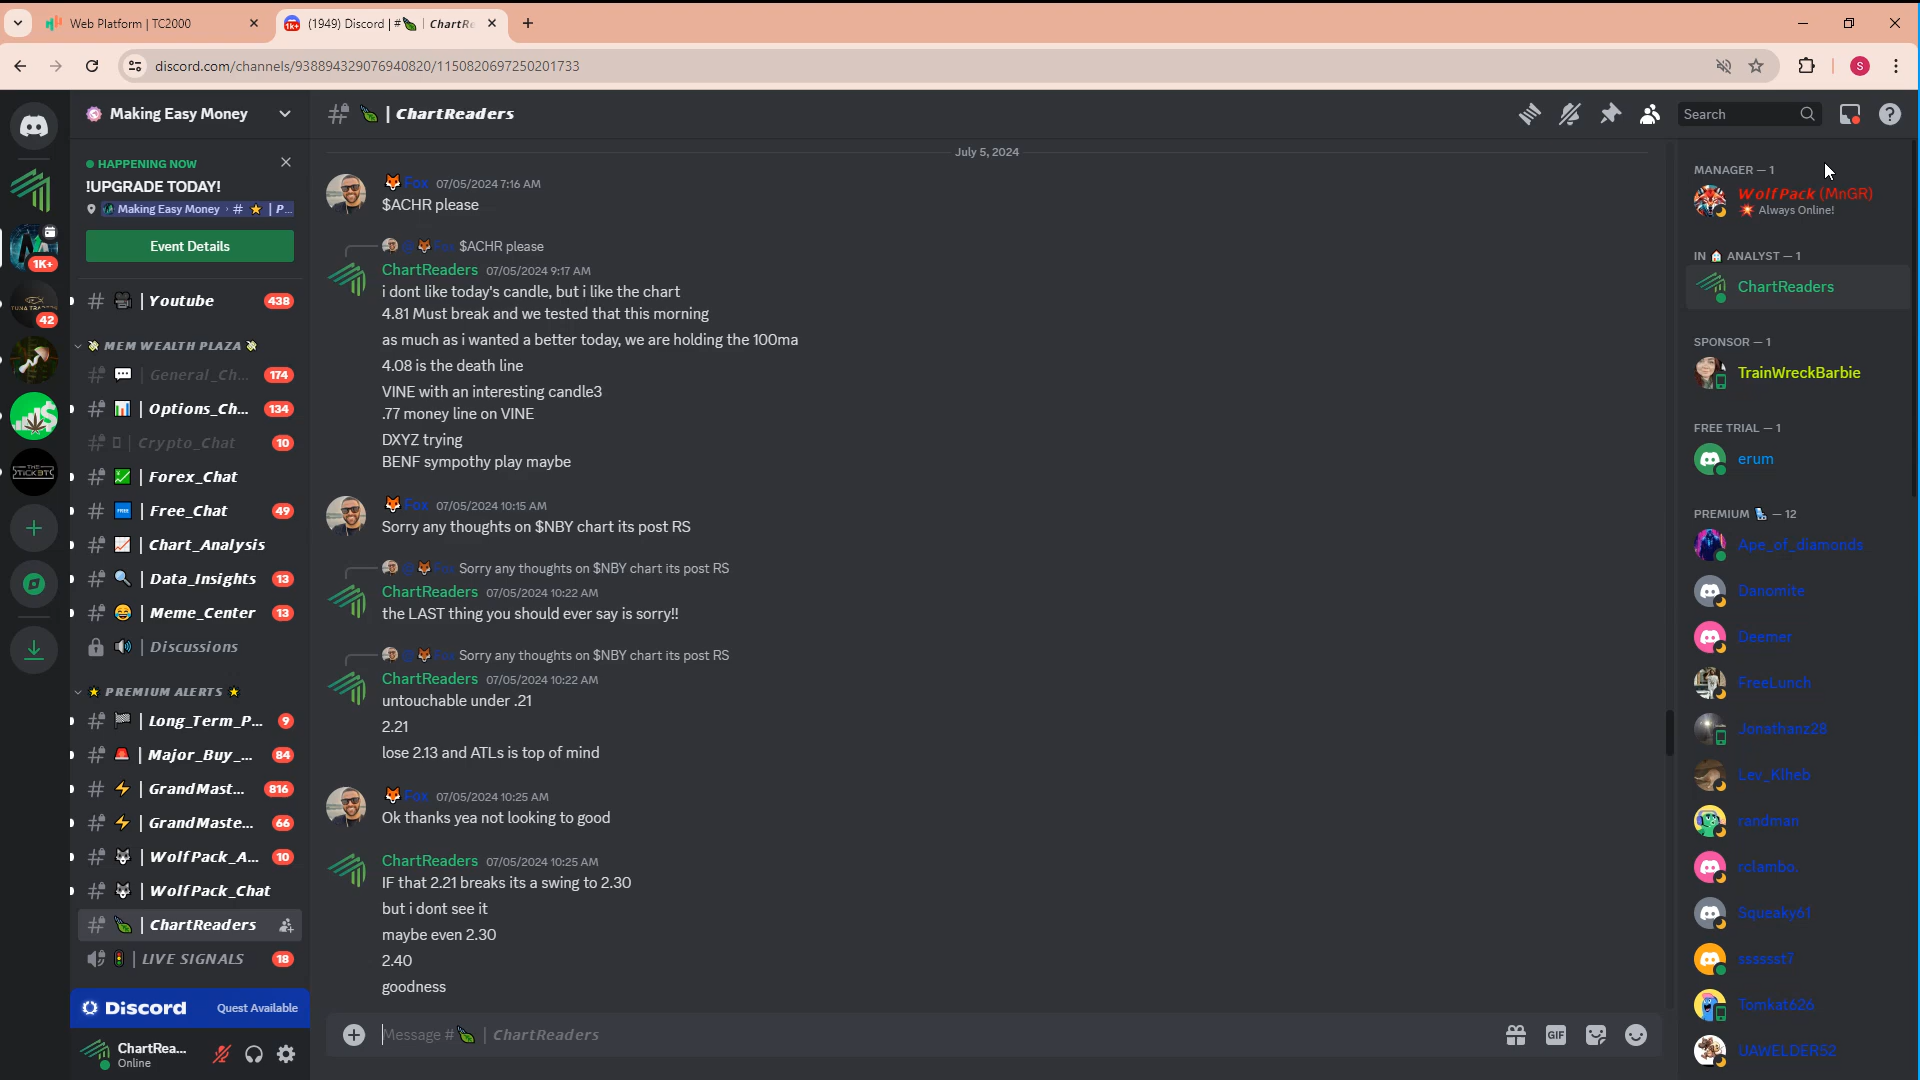 Web Platform | TC2000
(1949) Discord | # | ChartRe
discord.com/channels/938894329076940820/1150820697250201733
S
Making Easy Money
HAPPENING NOW
!UPGRADE TODAY!
Making Easy Money › # ⭐ | P...
Event Details
1K+
42
# | Youtube 438
MEM WEALTH PLAZA
# | General_Ch... 174
# | Options_Ch... 134
# | Crypto_Chat 10
# | Forex_Chat
# | Free_Chat 49
# | Chart_Analysis
# | Data_Insights 13
# | Meme_Center 13
| Discussions
PREMIUM ALERTS
# | Long_Term_P... 9
# | Major_Buy_... 84
# | GrandMast... 816
# | GrandMaste... 66
# | WolfPack_A... 10
# | WolfPack_Chat
# | ChartReaders
| LIVE SIGNALS 18
Discord Quest Available
ChartRea...
Online
# | ChartReaders
Search
July 5, 2024
Fox 07/05/2024 7:16 AM
$ACHR please
Fox $ACHR please
ChartReaders 07/05/2024 9:17 AM
i dont like today's candle, but i like the chart
4.81 Must break and we tested that this morning
as much as i wanted a better today, we are holding the 100ma
4.08 is the death line
VINE with an interesting candle3
.77 money line on VINE
DXYZ trying
BENF sympothy play maybe
Fox 07/05/2024 10:15 AM
Sorry any thoughts on $NBY chart its post RS
Fox Sorry any thoughts on $NBY chart its post RS
ChartReaders 07/05/2024 10:22 AM
the LAST thing you should ever say is sorry!!
Fox Sorry any thoughts on $NBY chart its post RS
ChartReaders 07/05/2024 10:22 AM
untouchable under .21
2.21
lose 2.13 and ATLs is top of mind
Fox 07/05/2024 10:25 AM
Ok thanks yea not looking to good
ChartReaders 07/05/2024 10:25 AM
IF that 2.21 breaks its a swing to 2.30
but i dont see it
maybe even 2.30
2.40
goodness
Message # | ChartReaders
GIF
MANAGER — 1
WolfPack (MnGR)
Always Online!
IN ANALYST — 1
ChartReaders
SPONSOR — 1
TrainWreckBarbie
FREE TRIAL — 1
erum
PREMIUM — 12
Ape_of_diamonds
Danomite
Deemer
FreeLunch
Jonathanz28
Lev_Klheb
randman
rclambo.
Squeaky61
sssssst7
Tomkat626
UAWELDER52